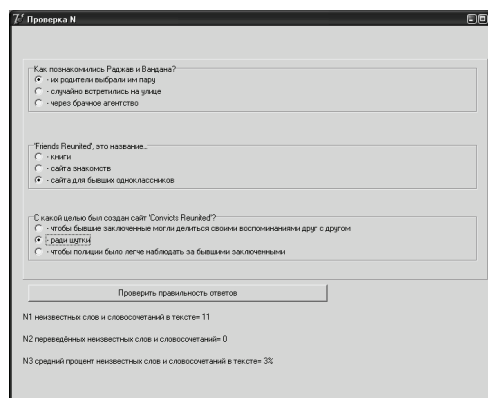 Проверка N
Как познакомились Раджав и Вандана?
- их родители выбрали им пару
- случайно встретились на улице
- через брачное агентство
'Friends Reunited', это название...
- книги
- сайта знакомств
- сайта для бывших одноклассников
С какой целью был создан сайт 'Convicts Reunited'?
- чтобы бывшие заключенные могли делиться своими воспоминаниями друг с другом
- ради шутки
- чтобы полиции было легче наблюдать за бывшими заключенными
Проверить правильность ответов
N1 неизвестных слов и словосочетаний в тексте= 11
N2 переведённых неизвестных слов и словосочетаний= 0
N3 средний процент неизвестных слов и словосочетаний в тексте= 3%